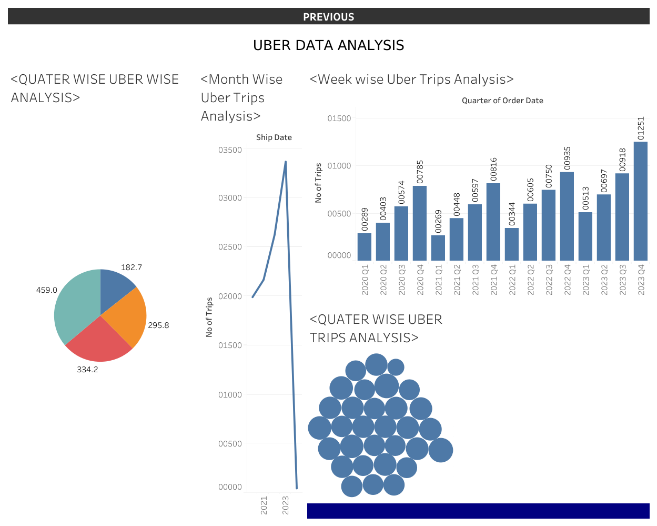 PREVIOUS
UBER DATA ANALYSIS
<QUATER WISE UBER WISE
ANALYSIS>
182.7
295.8
334.2
459.0
<Month Wise
Uber Trips
Analysis>
Ship Date
No of Trips
03500
03000
02500
02000
01500
01000
00500
00000
2021
2023
<Week wise Uber Trips Analysis>
Quarter of Order Date
No of Trips
01500
01000
00500
00000
00289
00403
00574
00785
00269
00448
00597
00816
00344
00605
00750
00935
00513
00697
00918
01251
2020 Q1
2020 Q2
2020 Q3
2020 Q4
2021 Q1
2021 Q2
2021 Q3
2021 Q4
2022 Q1
2022 Q2
2022 Q3
2022 Q4
2023 Q1
2023 Q2
2023 Q3
2023 Q4
<QUATER WISE UBER
TRIPS ANALYSIS>